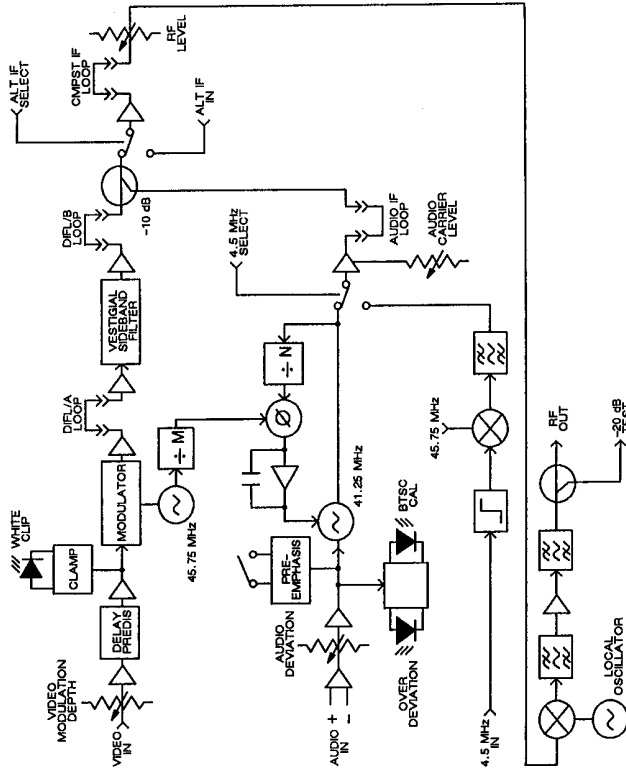 VIDEO
MODULATION
DEPTH
VIDEO IN
DELAY
PREDIS
CLAMP
WHITE
CLIP
MODULATOR
45.75 MHz
DIFL/A
LOOP
VESTIGIAL
SIDEBAND
FILTER
DIFL/B
LOOP
-10 dB
ALT IF
SELECT
ALT IF
IN
CMPST IF
LOOP
RF
LEVEL
÷ M
÷ N
Ø
41.25 MHz
4.5 MHz
SELECT
AUDIO IF
LOOP
AUDIO
CARRIER
LEVEL
AUDIO +
IN -
AUDIO
DEVIATION
PRE-
EMPHASIS
OVER
DEVIATION
BTSC
CAL
4.5 MHz
IN
45.75 MHz
LOCAL
OSCILLATOR
RF
OUT
-20 dB
TEST